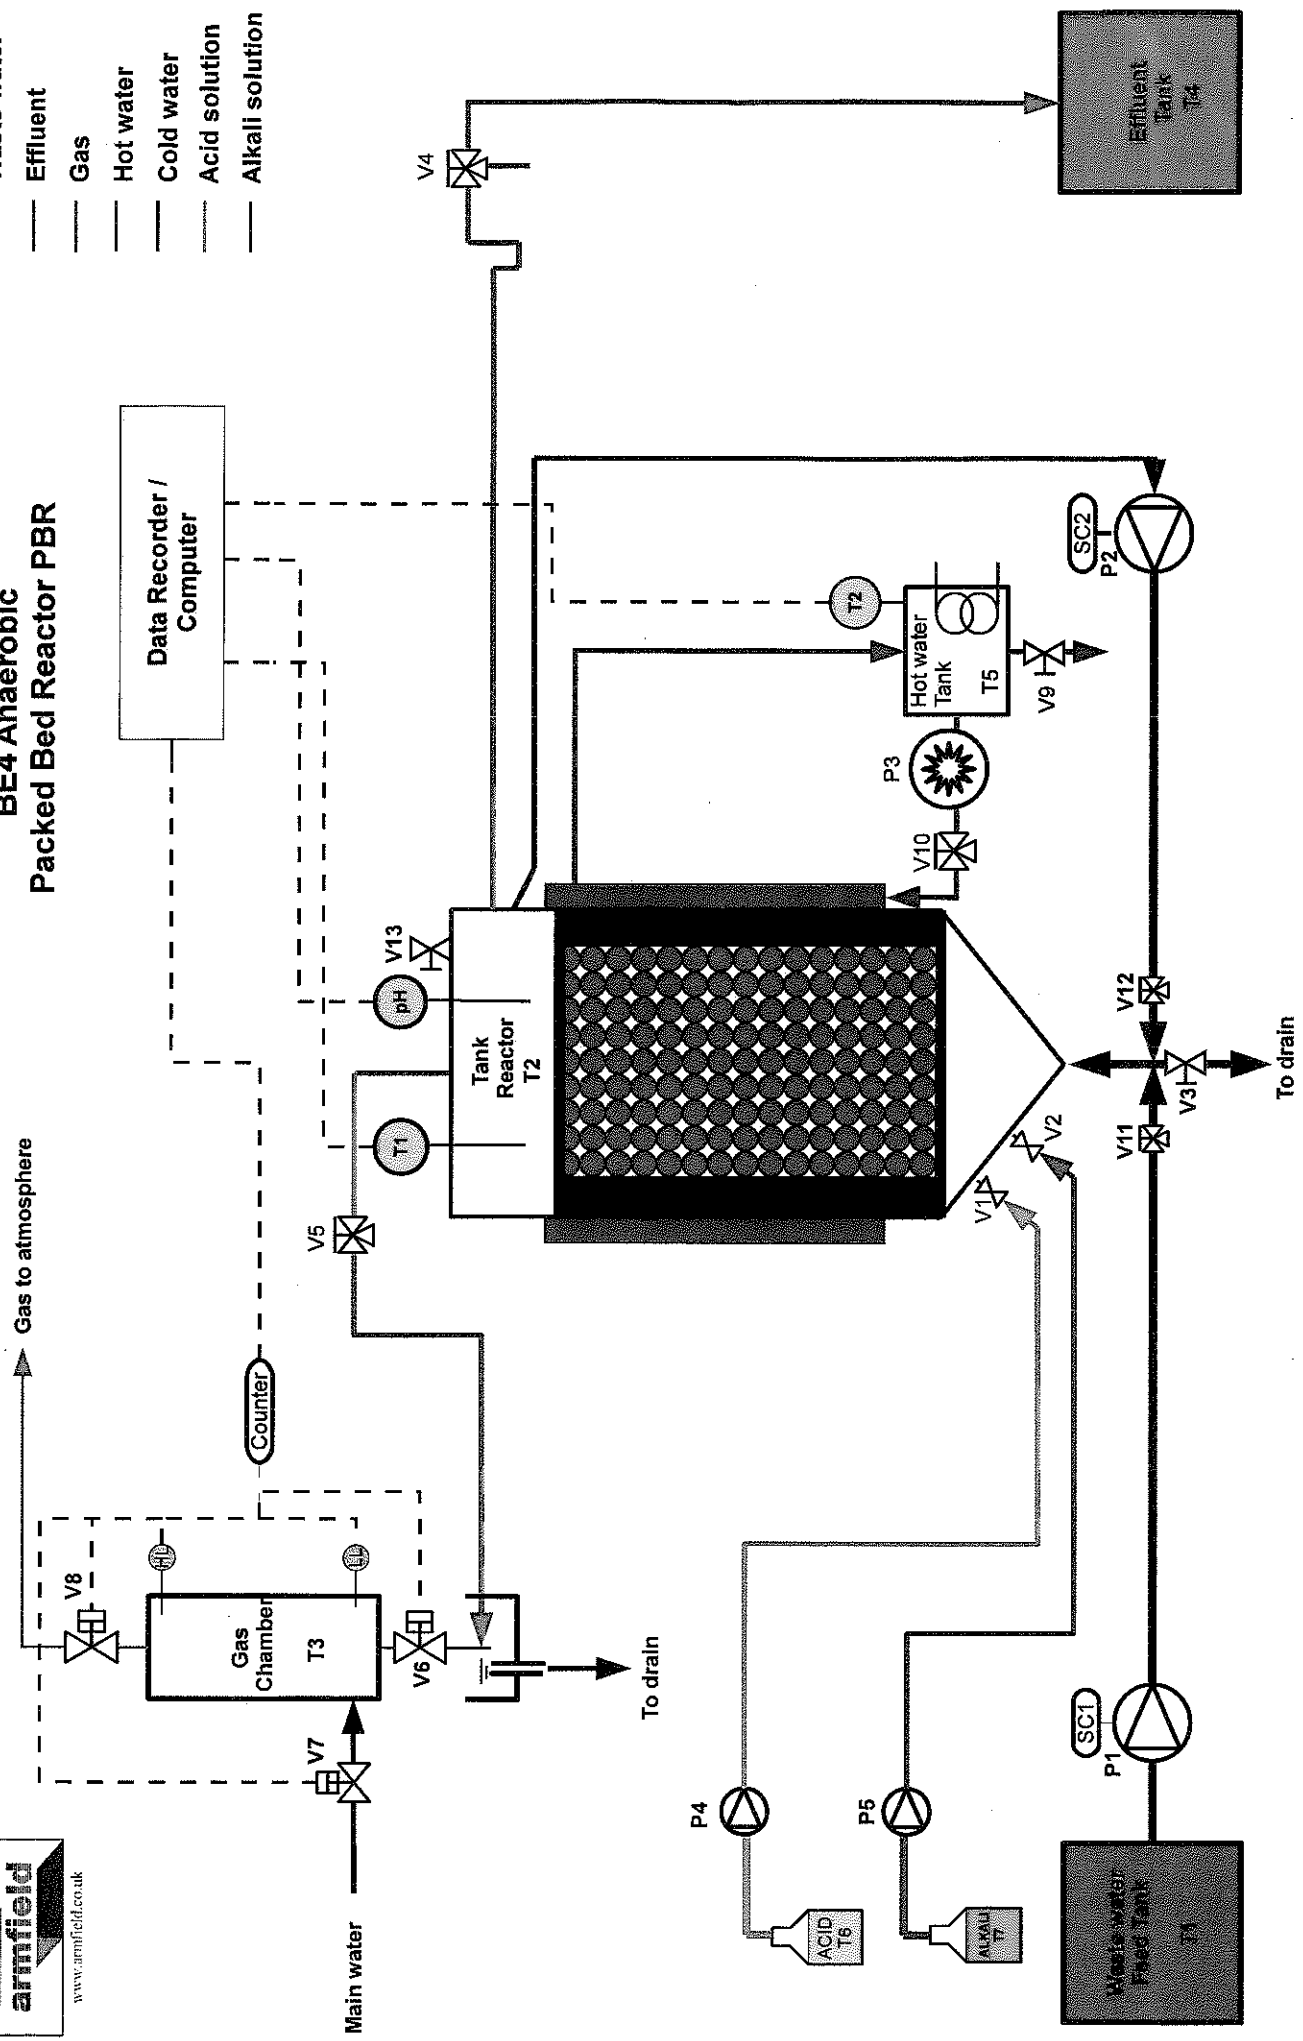 armfield
www.armfield.co.uk
BE4 Anaerobic
Packed Bed Reactor PBR
Effluent
Gas
Hot water
Cold water
Acid solution
Alkali solution
Gas to atmosphere
Data Recorder /
Computer
Counter
V8
HL
LL
Gas
Chamber
T3
V7
V6
Main water
To drain
V5
T1
pH
V13
V4
Tank
Reactor
T2
T2
Hot water
Tank
T5
V9
P3
V10
Effluent
Tank
T4
P4
ACID
T6
P5
ALKALI
T7
V1
V2
SC1
P1
SC2
P2
V11
V12
V3
To drain
Waste water
Feed Tank
T1